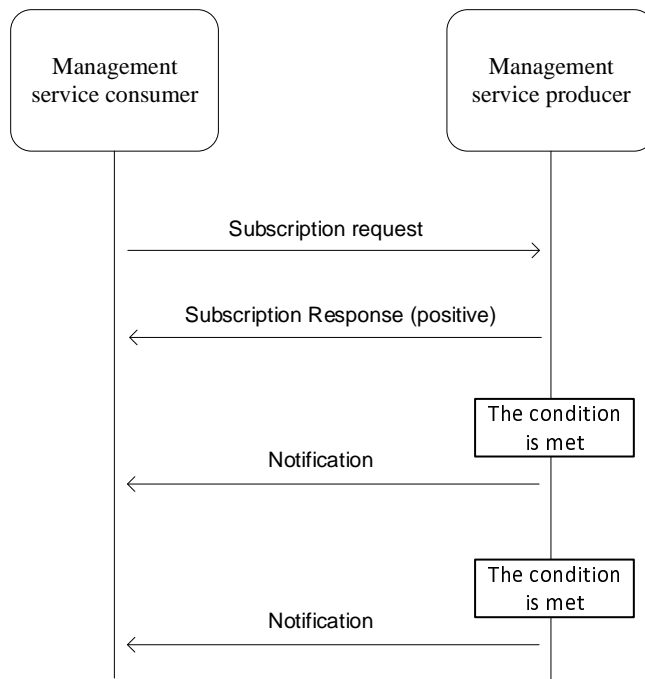 Management
service consumer
Management
service producer
Subscription request
Subscription Response (positive)
The condition
is met
Notification
The condition
is met
Notification